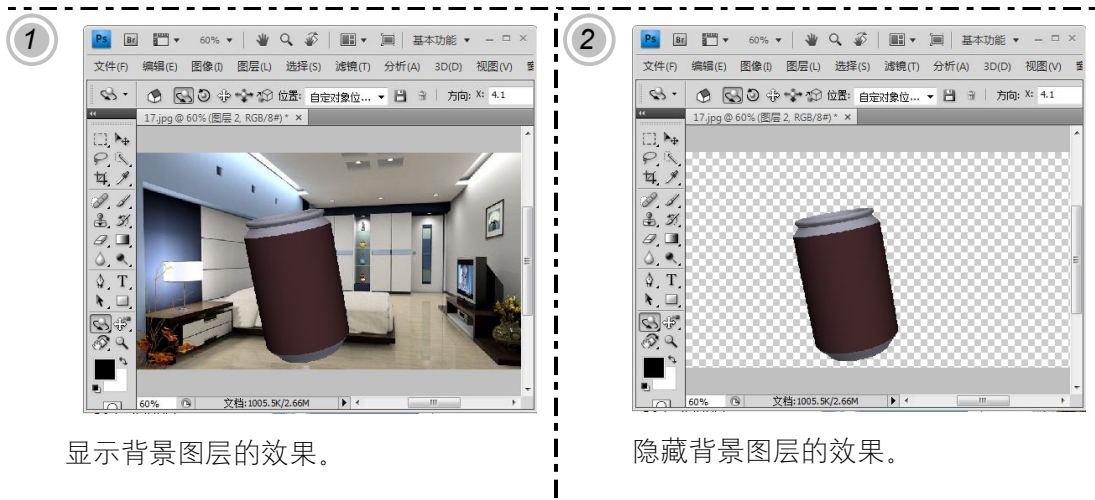 1
Ps Br 60% 基本功能
文件(F) 编辑(E) 图像(I) 图层(L) 选择(S) 滤镜(T) 分析(A) 3D(D) 视图(V)
位置: 自定对象位... 方向: X: 4.1
17.jpg @ 60% (图层 2, RGB/8#) * ×
T
60% 文档:1005.5K/2.66M
显示背景图层的效果。
2
Ps Br 60% 基本功能
文件(F) 编辑(E) 图像(I) 图层(L) 选择(S) 滤镜(T) 分析(A) 3D(D) 视图(V)
位置: 自定对象位... 方向: X: 4.1
17.jpg @ 60% (图层 2, RGB/8#) * ×
T
60% 文档:1005.5K/2.66M
隐藏背景图层的效果。